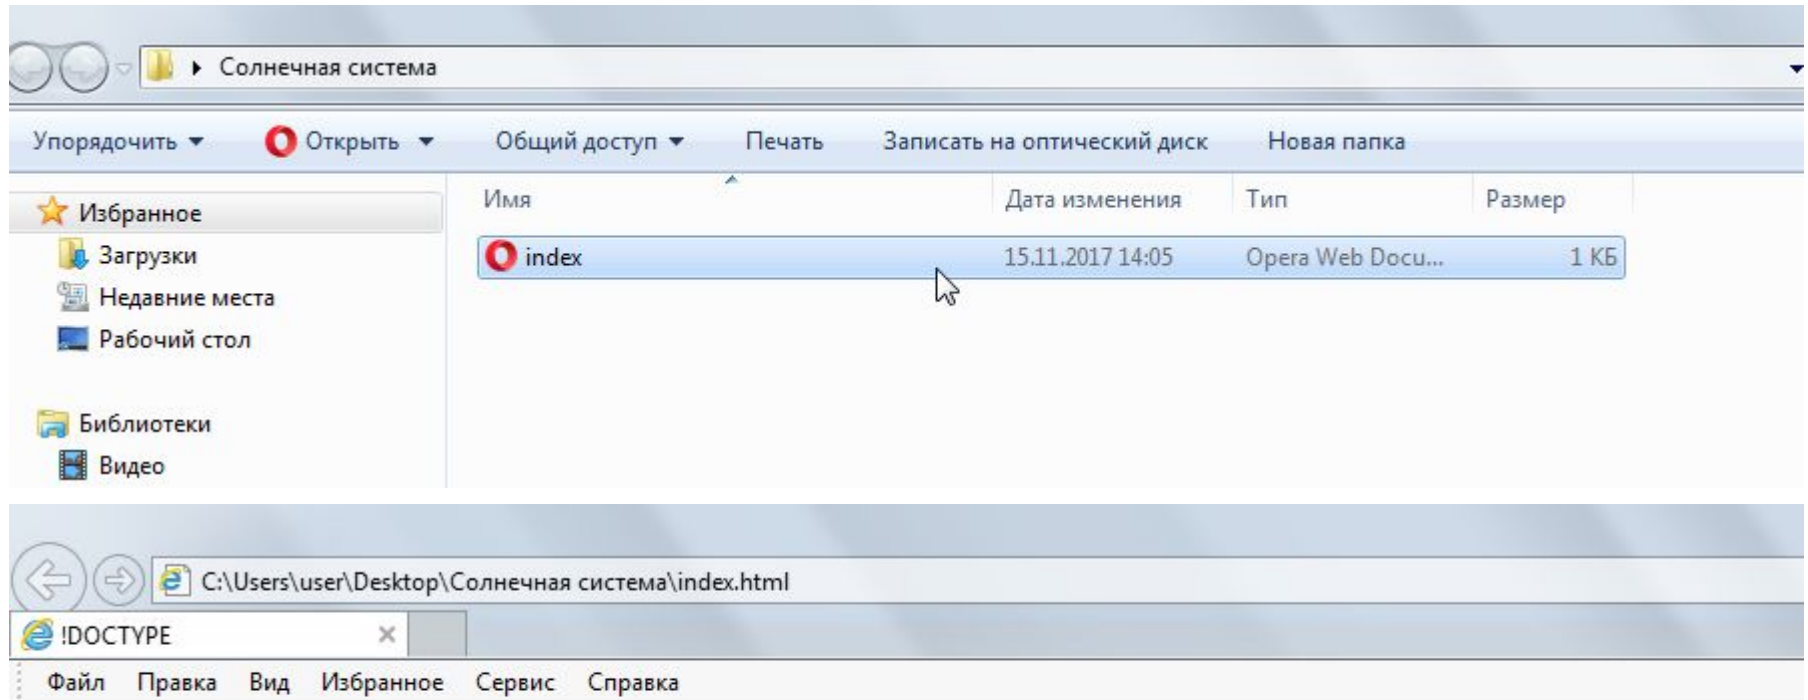 Солнечная система
Упорядочить Открыть Общий доступ Печать Записать на оптический диск Новая папка
Избранное Имя Дата изменения Тип Размер
Загрузки index 15.11.2017 14:05 Opera Web Docu... 1 КБ
Недавние места
Рабочий стол
Библиотеки
Видео
C:\Users\user\Desktop\Солнечная система\index.html
!DOCTYPE
Файл Правка Вид Избранное Сервис Справка